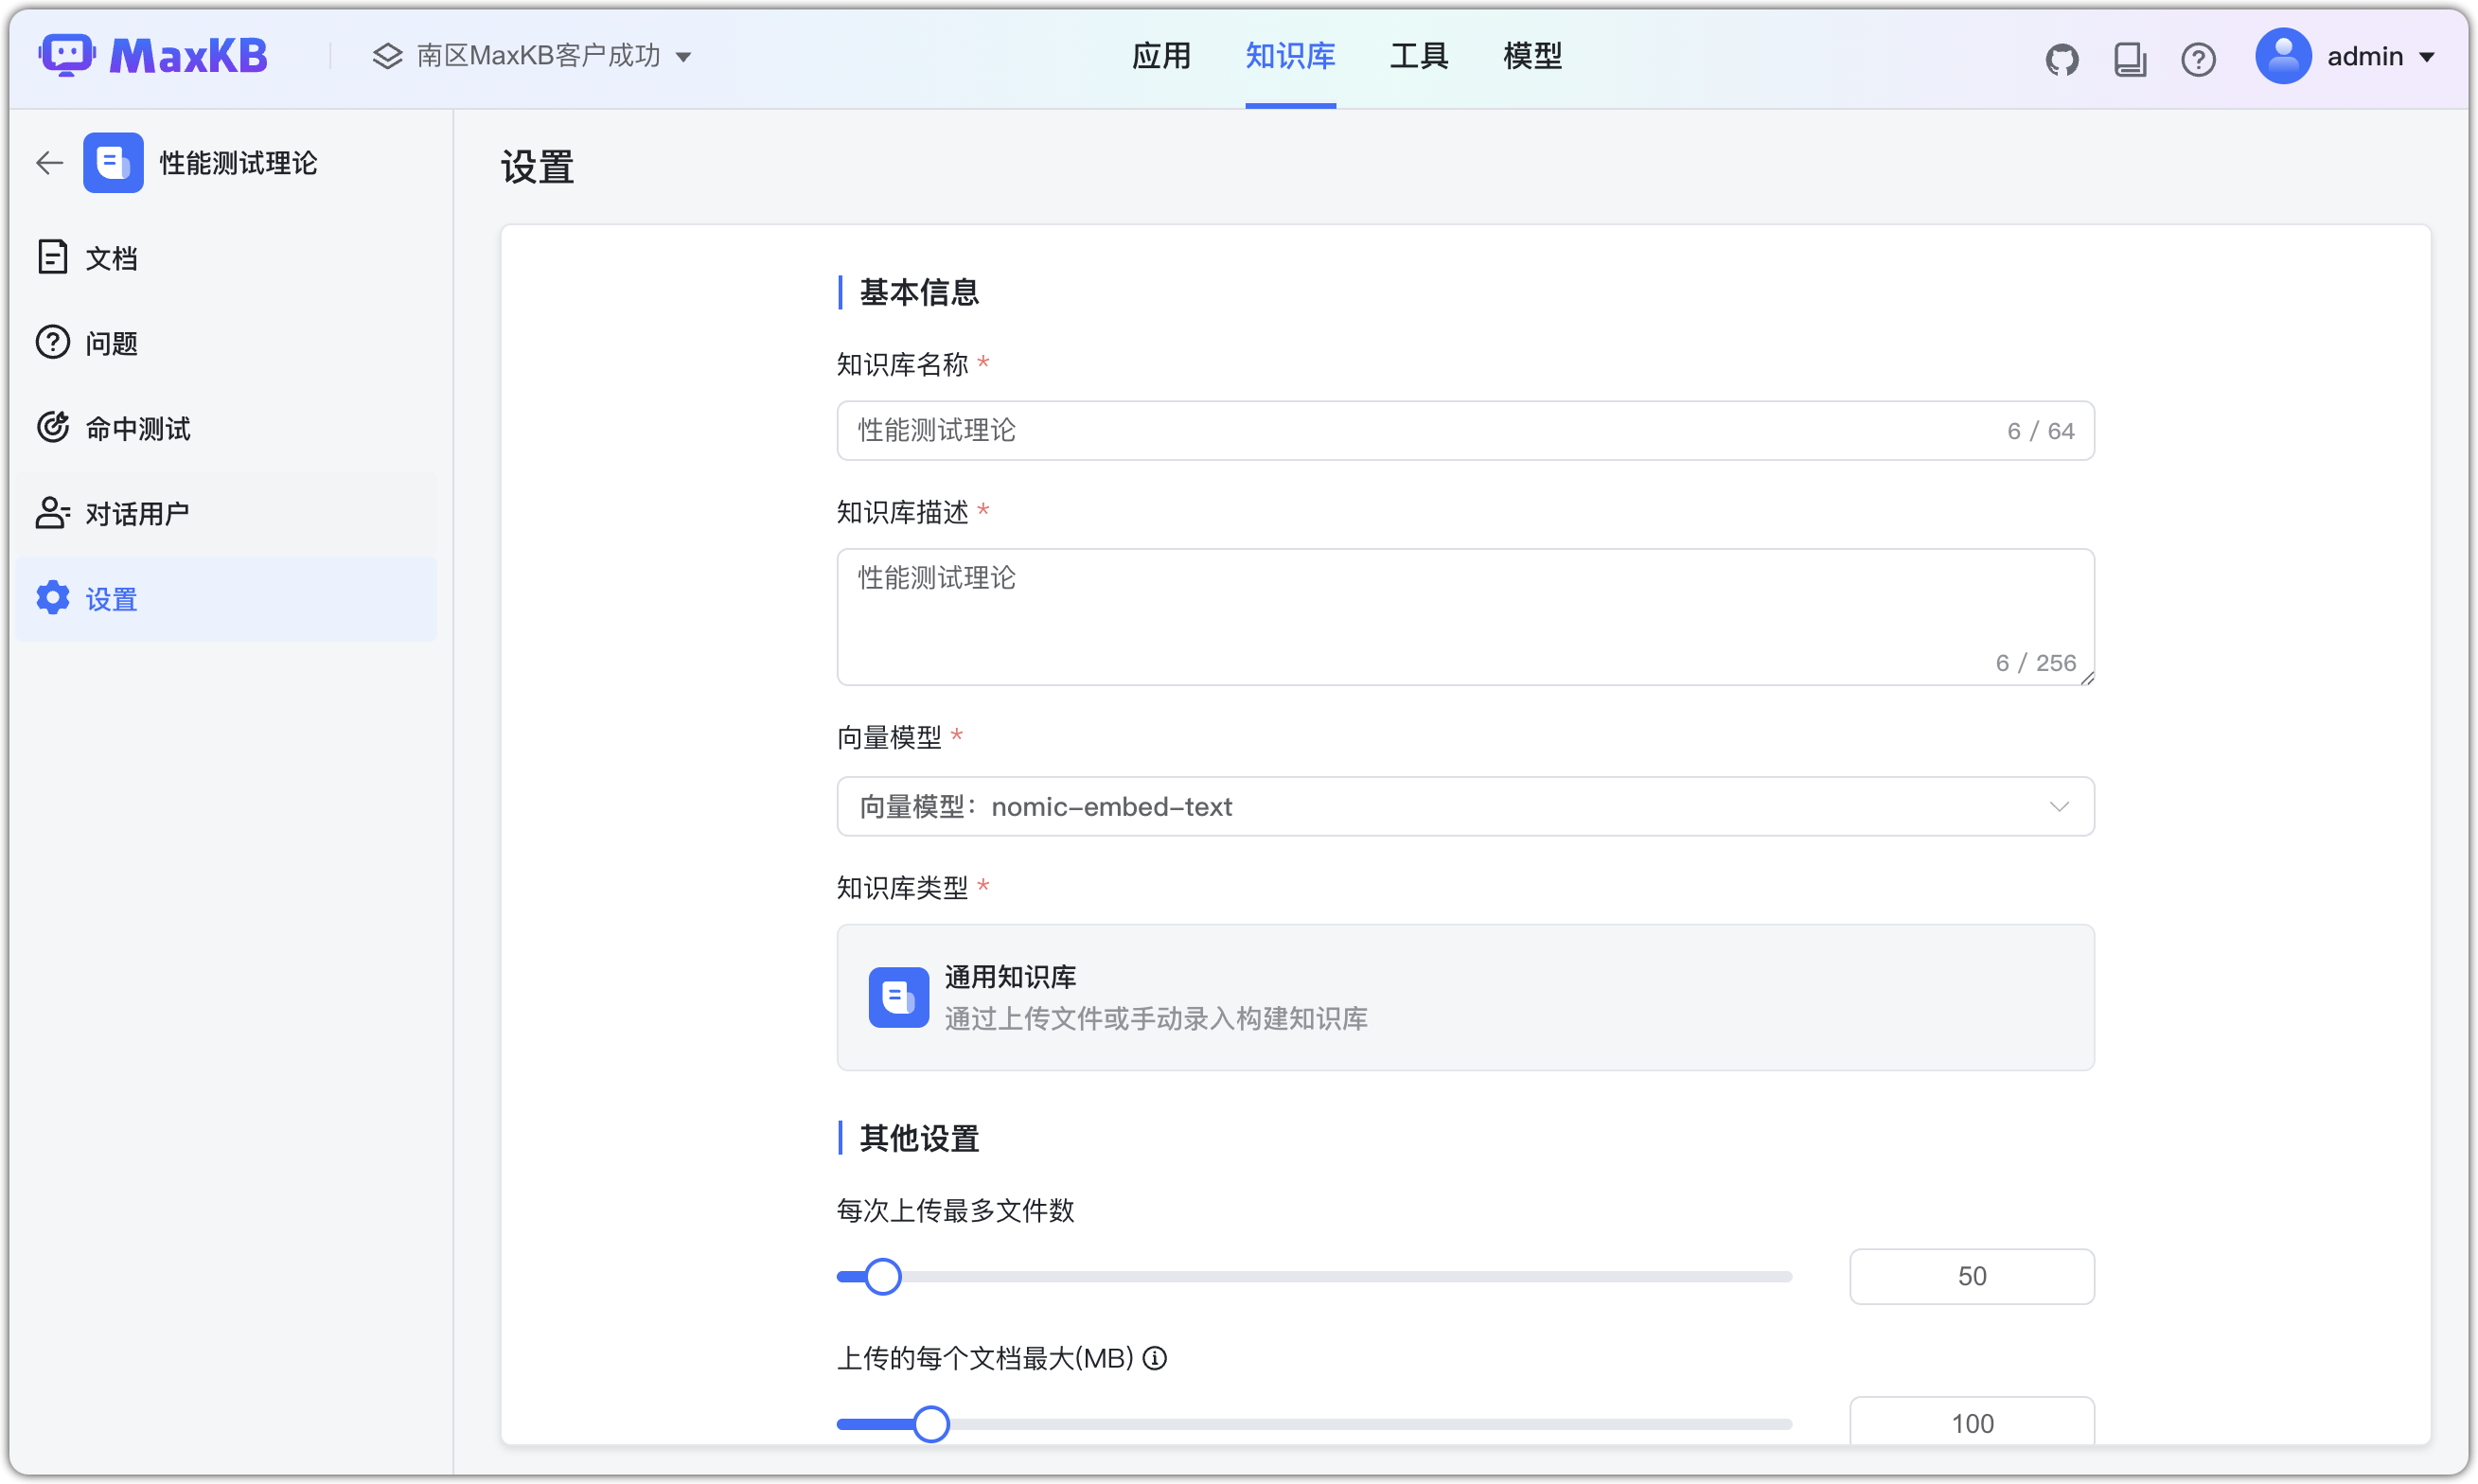 MaxKB
南区MaxKB客户成功
应用
知识库
工具
模型
admin
性能测试理论
文档
问题
命中测试
对话用户
设置
设置
基本信息
知识库名称 *
性能测试理论
6 / 64
知识库描述 *
性能测试理论
6 / 256
向量模型 *
向量模型：nomic-embed-text
知识库类型 *
通用知识库
通过上传文件或手动录入构建知识库
其他设置
每次上传最多文件数
50
上传的每个文档最大(MB)
100